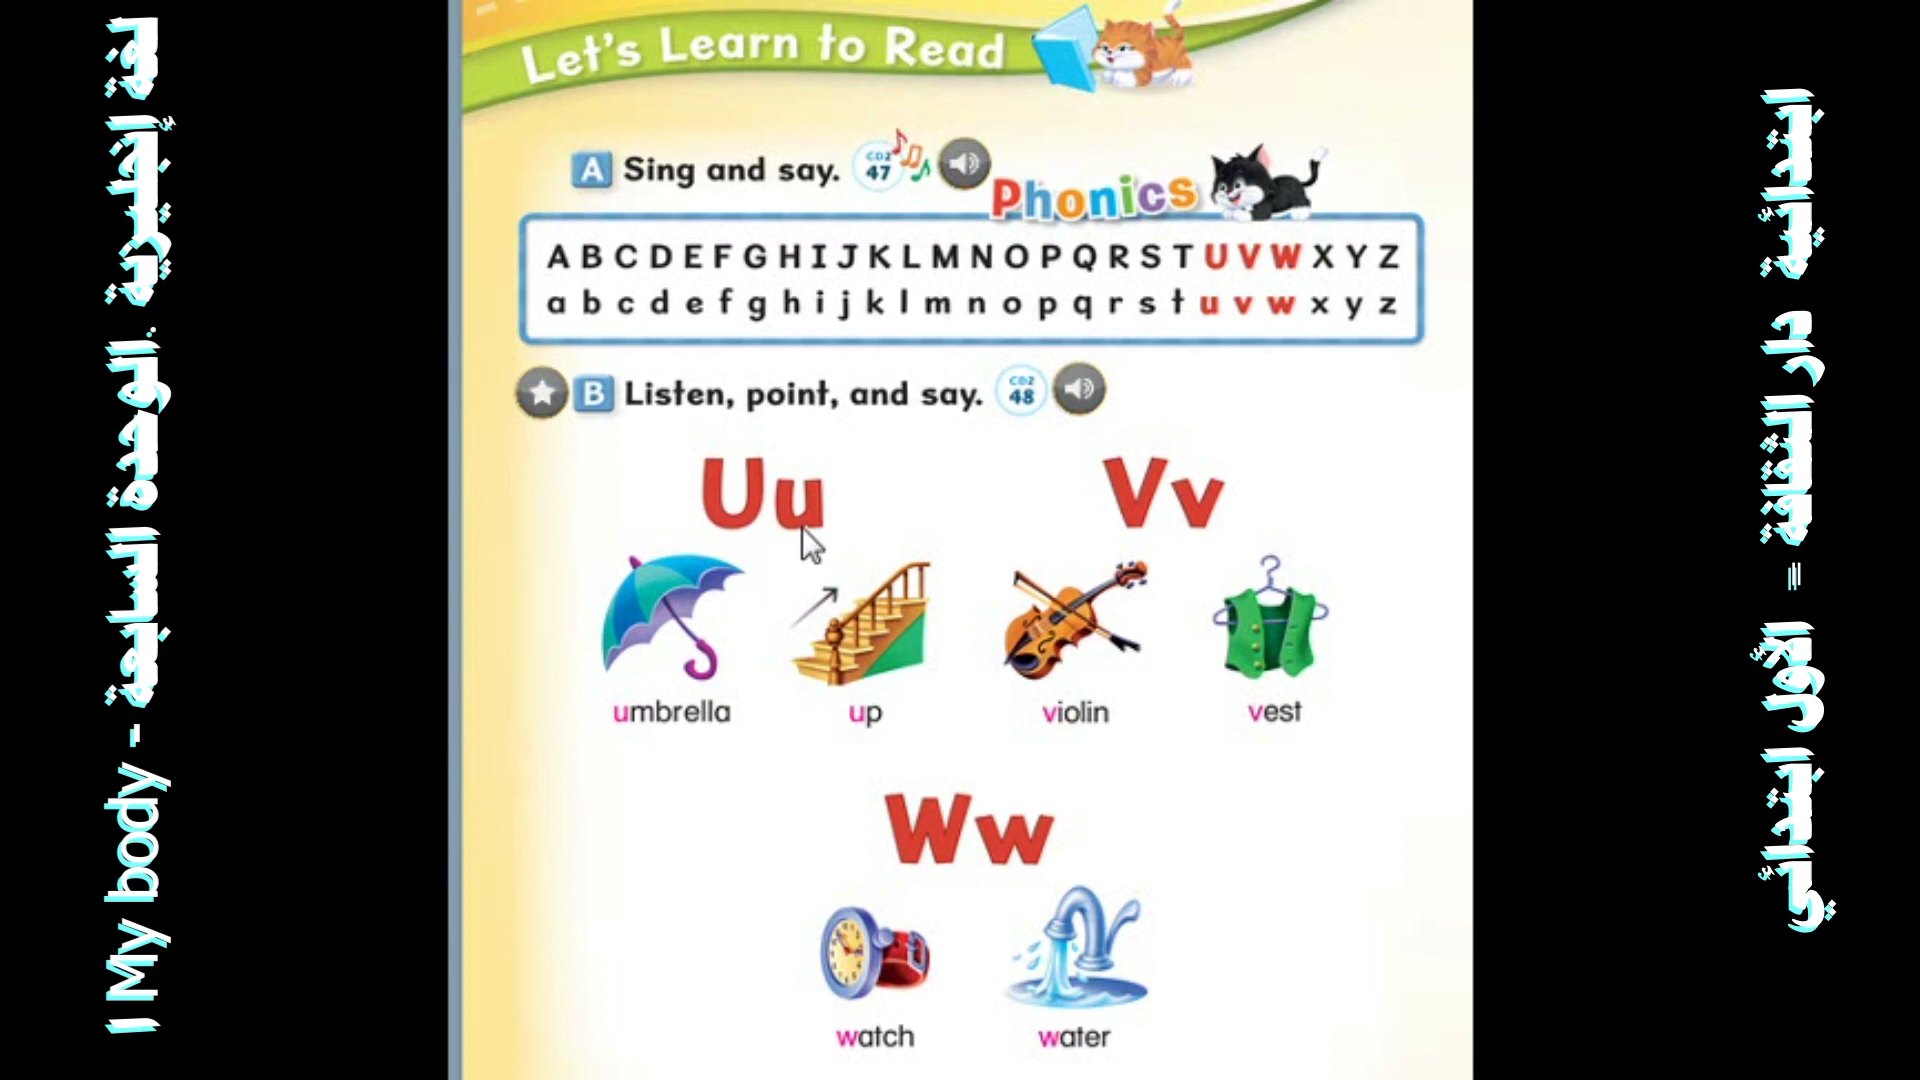 لغة إنجليزية .الوحدة السابعة - My body ا
Let's Learn to Read
A Sing and say. CD2 47
Phonics
A B C D E F G H I J K L M N O P Q R S T U V W X Y Z
a b c d e f g h i j k l m n o p q r s t u v w x y z
B Listen, point, and say. CD2 48
Uu Vv
umbrella up violin vest
Ww
watch water
ابتدائية دار الثقافة = الأول ابتدائي